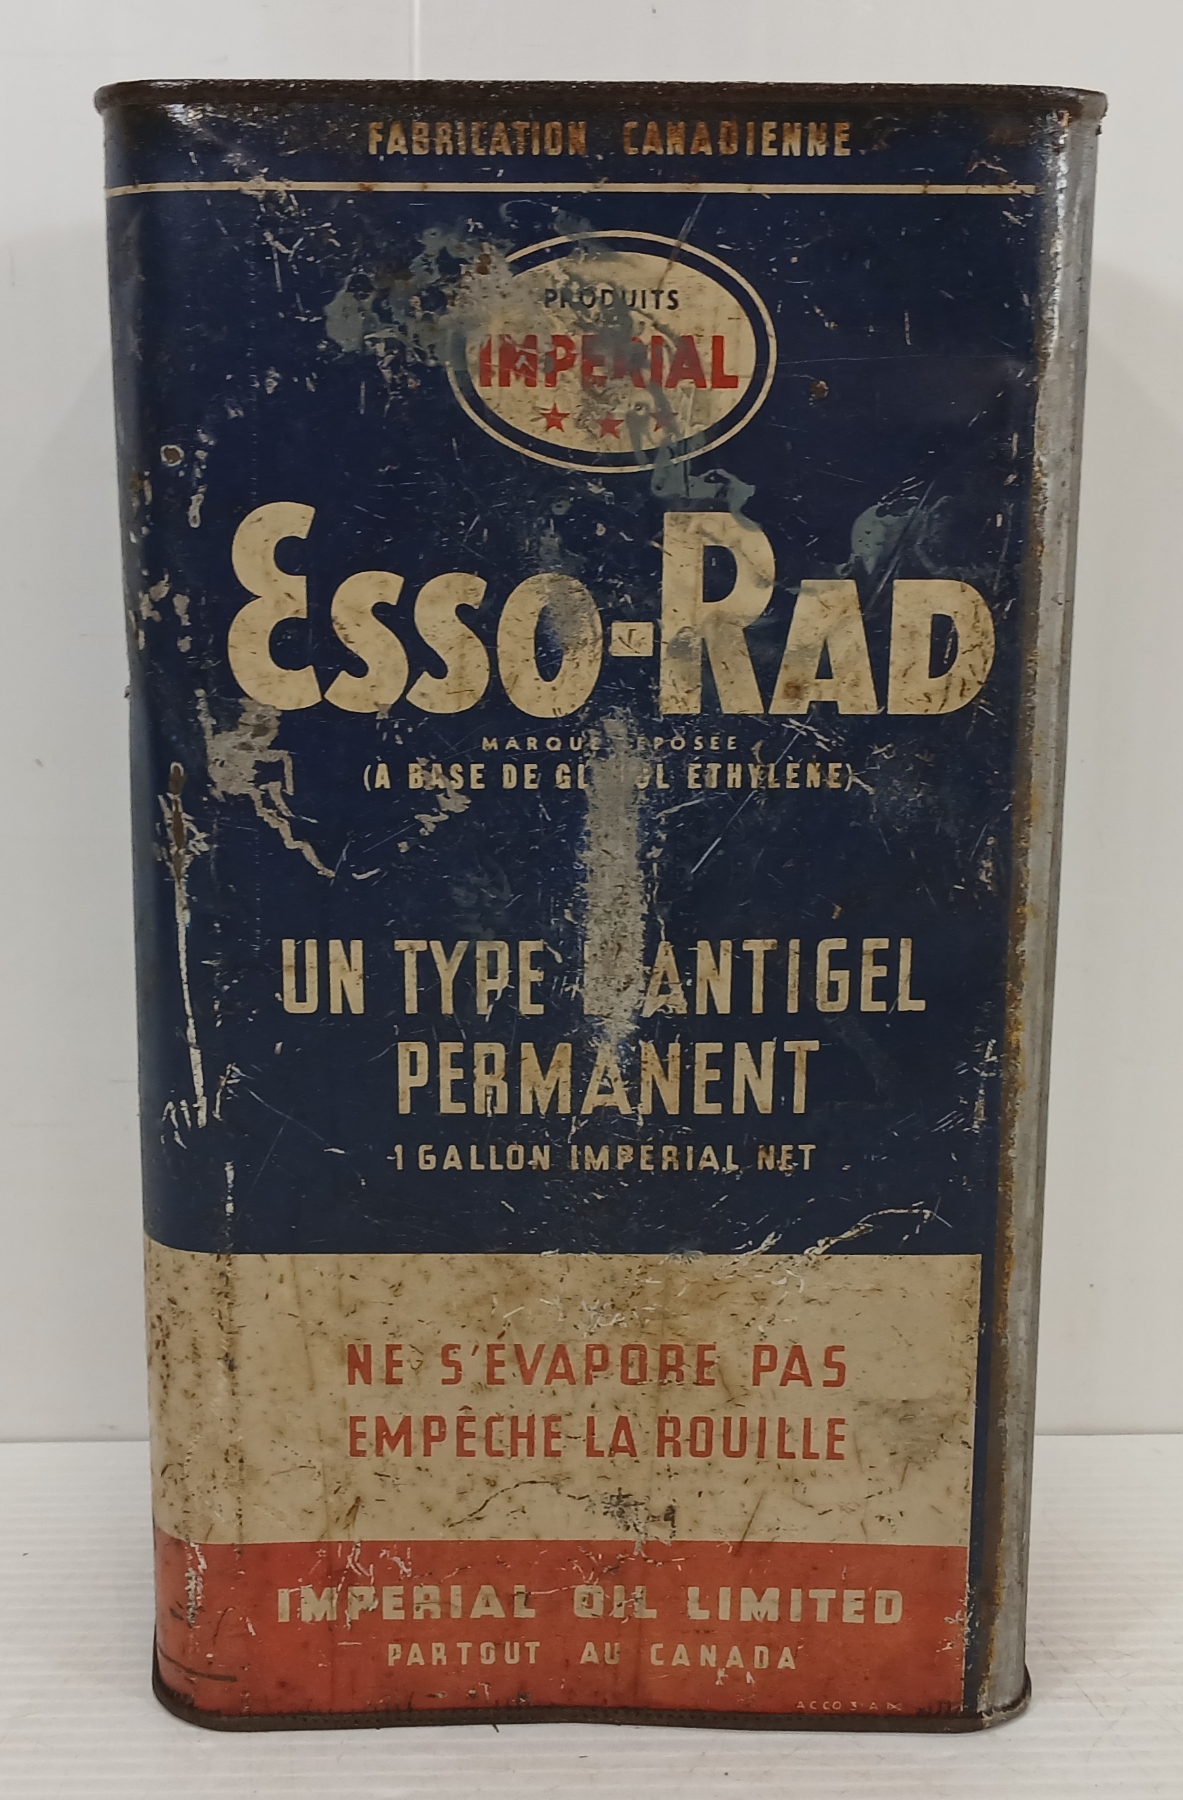 FABRICATION CANADIENNE
PRODUITS
IMPERIAL
ESSO-RAD
MARQUE
(A BASE DE ETHYLENE)
UN TYPE ANTIGEL
PERMANENT
1 GALLON IMPERIAL NET
NE S'EVAPORE PAS
EMPÊCHE LA ROUILLE
IMPERIAL OIL LIMITED
PARTOUT AU CANADA